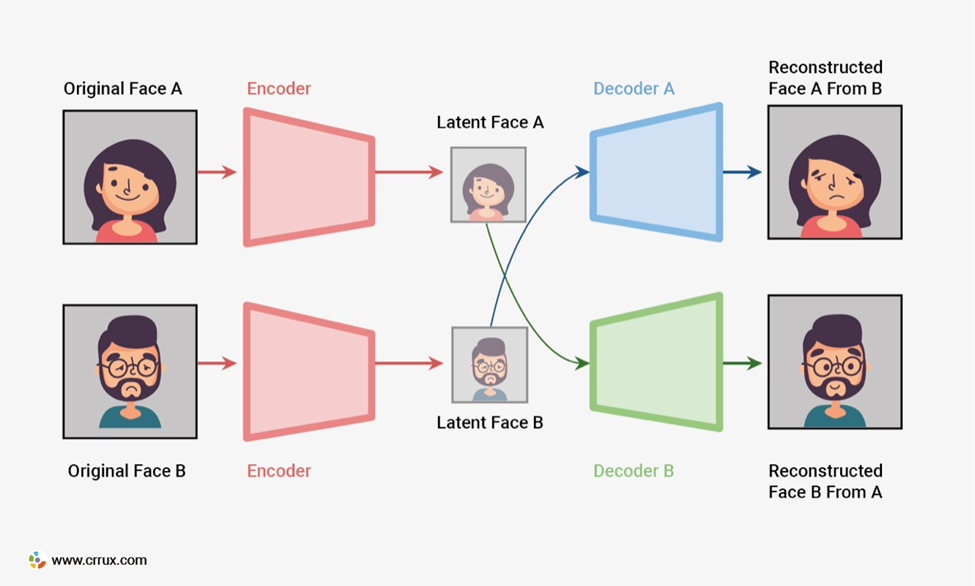 Original Face A
Encoder
Latent Face A
Decoder A
Reconstructed
Face A From B
Original Face B
Encoder
Latent Face B
Decoder B
Reconstructed
Face B From A
www.crrux.com